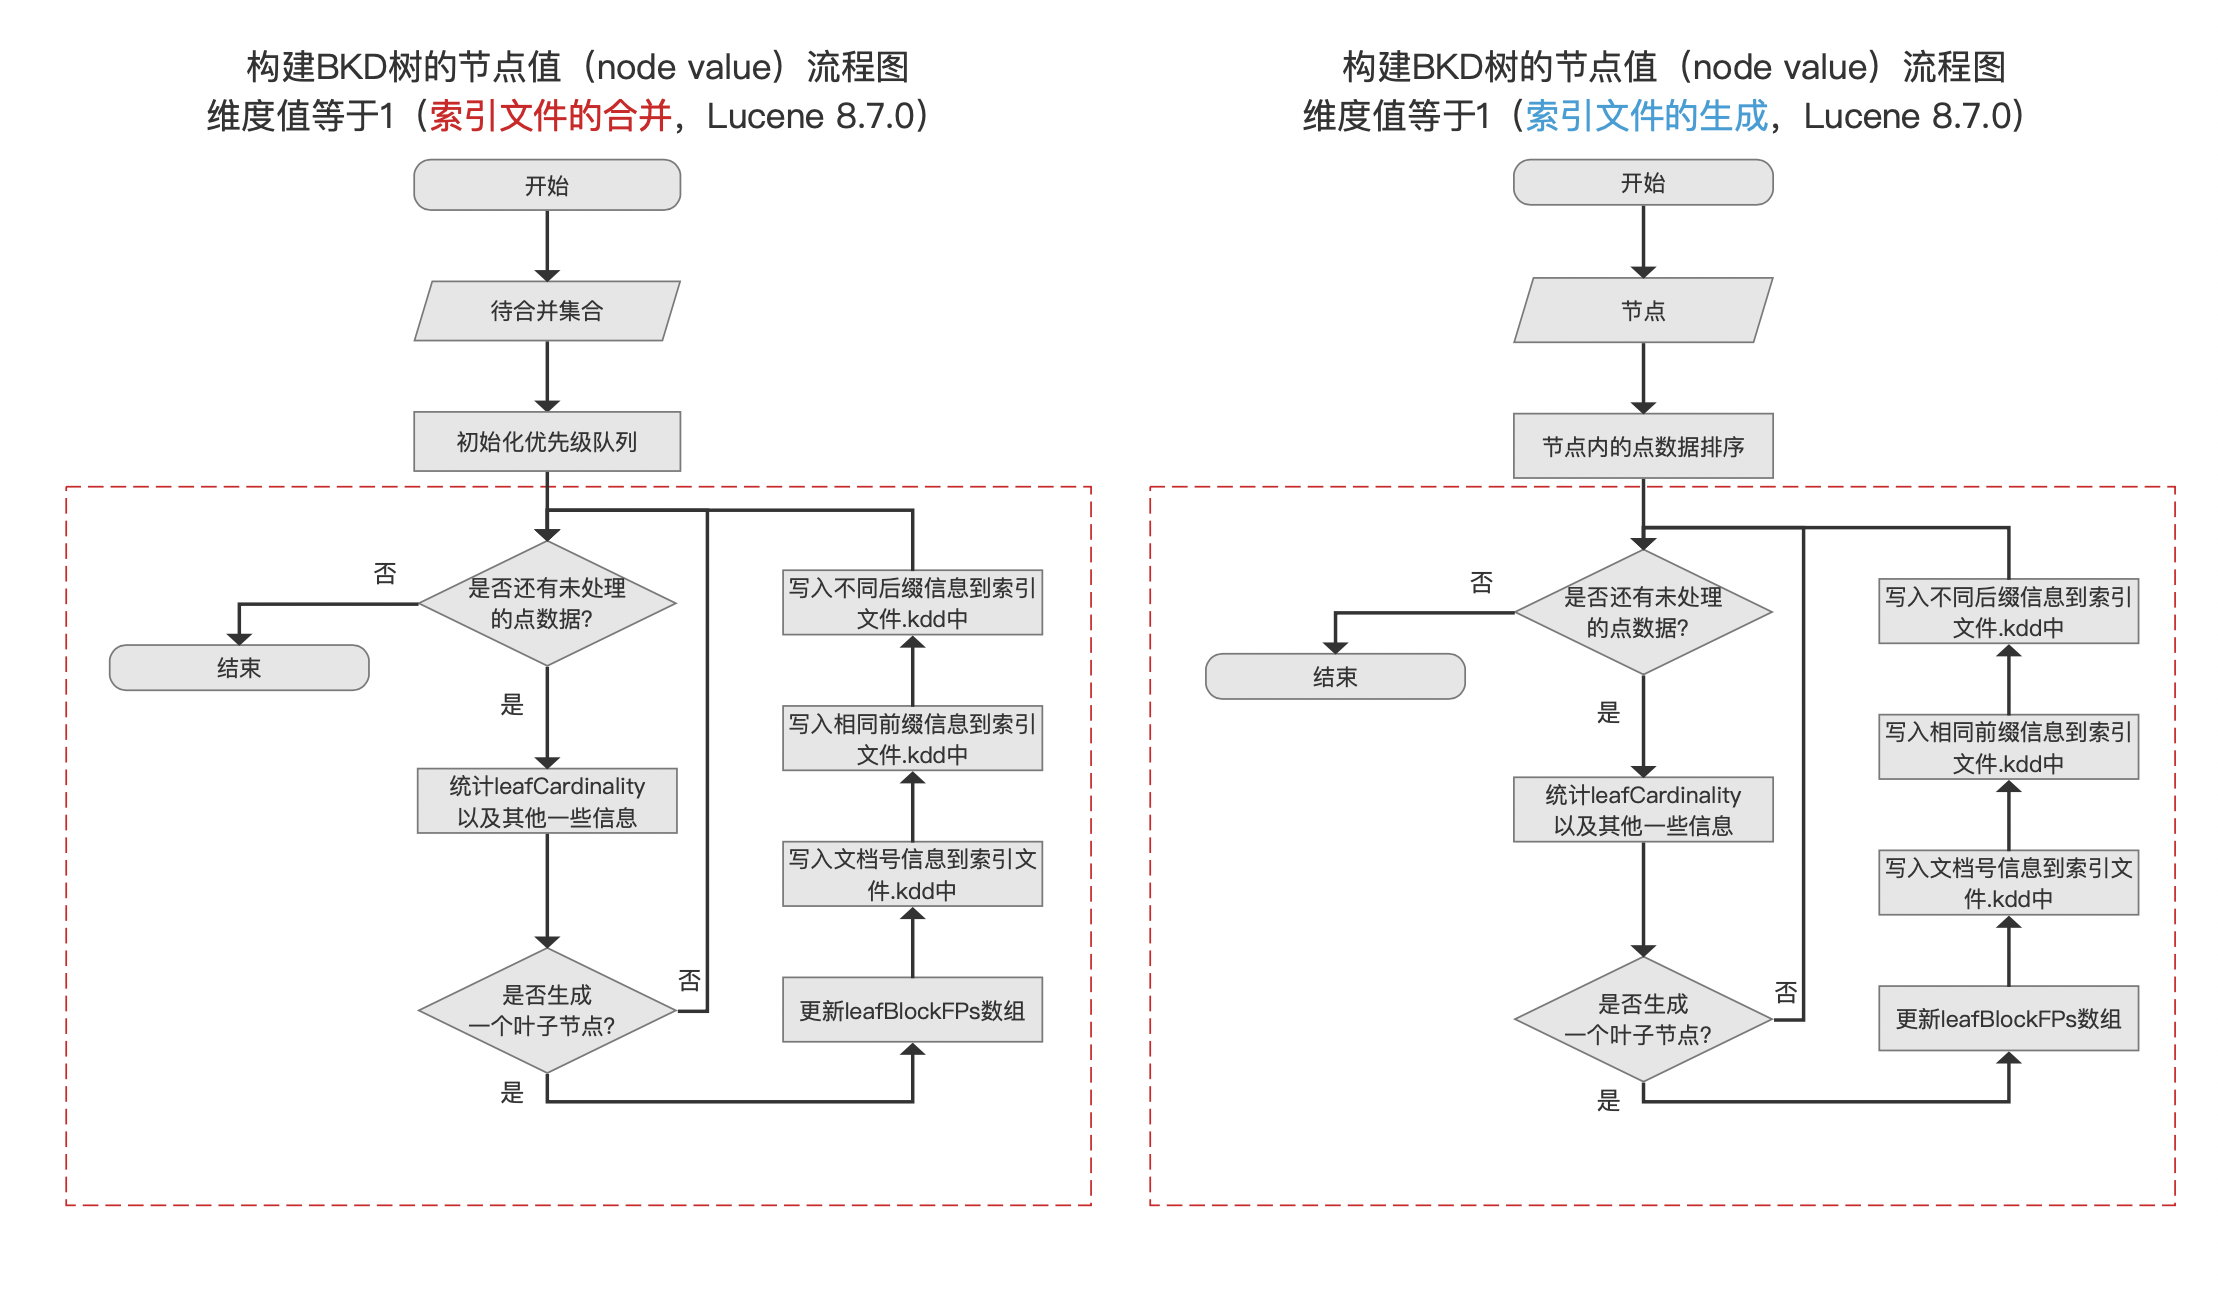 构建BKD树的节点值（node value）流程图
维度值等于1（索引文件的合并，Lucene 8.7.0）
开始
待合并集合
初始化优先级队列
是否还有未处理
的点数据?
否
结束
是
统计leafCardinality
以及其他一些信息
是否生成
一个叶子节点?
否
是
更新leafBlockFPs数组
写入文档号信息到索引文
件.kdd中
写入相同前缀信息到索引
文件.kdd中
写入不同后缀信息到索引
文件.kdd中
构建BKD树的节点值（node value）流程图
维度值等于1（索引文件的生成，Lucene 8.7.0）
开始
节点
节点内的点数据排序
是否还有未处理
的点数据?
否
结束
是
统计leafCardinality
以及其他一些信息
是否生成
一个叶子节点?
否
是
更新leafBlockFPs数组
写入文档号信息到索引文
件.kdd中
写入相同前缀信息到索引
文件.kdd中
写入不同后缀信息到索引
文件.kdd中